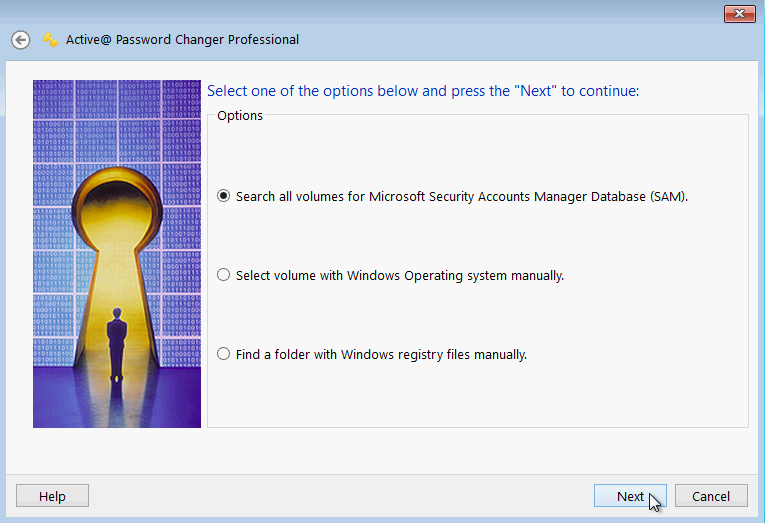 Active@ Password Changer Professional
Select one of the options below and press the "Next" to continue:
Options
Search all volumes for Microsoft Security Accounts Manager Database (SAM).
Select volume with Windows Operating system manually.
Find a folder with Windows registry files manually.
Help
Next
Cancel